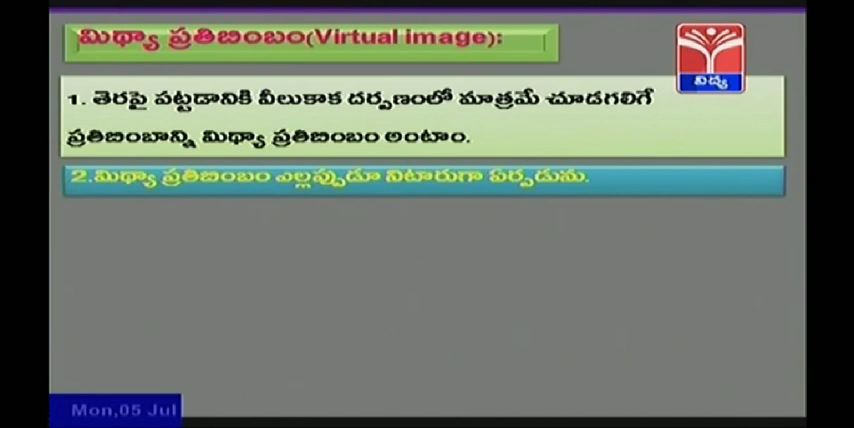 మిథ్యా ప్రతిబింబం(Virtual image):
విద్య
1. తెరపై పట్టడానికి వీలుకాక దర్పణంలో మాత్రమే చూడగలిగే
ప్రతిబింబాన్ని మిథ్యా ప్రతిబింబం అంటాం.
2.మిథ్యా ప్రతిబింబం ఎల్లప్పుడూ నిటారుగా ఏర్పడును.
Mon,05 Jul